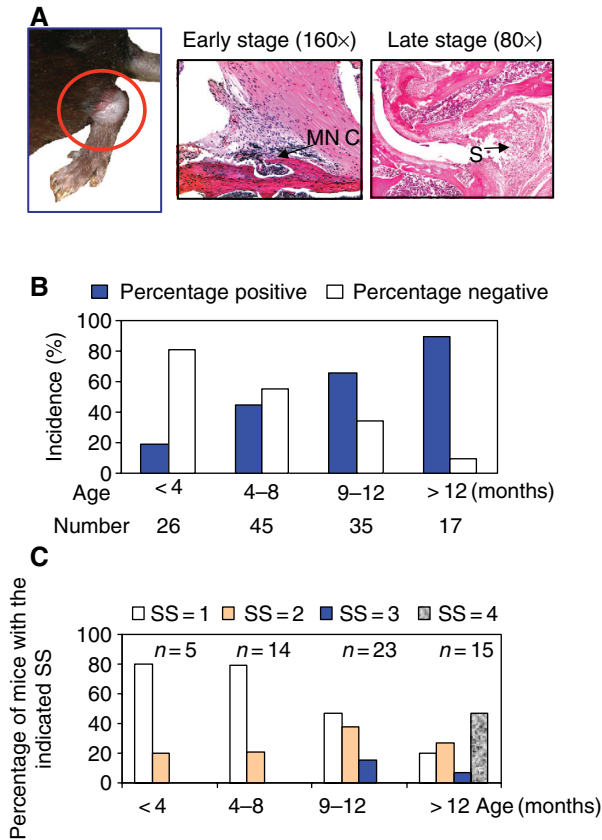 A
Early stage (160×) Late stage (80×)
MN C
S
B
Percentage positive Percentage negative
Incidence (%)
100
80
60
40
20
0
Age < 4 4–8 9–12 > 12 (months)
Number 26 45 35 17
C
Percentage of mice with the
indicated SS
SS = 1 SS = 2 SS = 3 SS = 4
100
80
60
40
20
0
n = 5 n = 14 n = 23 n = 15
< 4 4–8 9–12 > 12 Age (months)